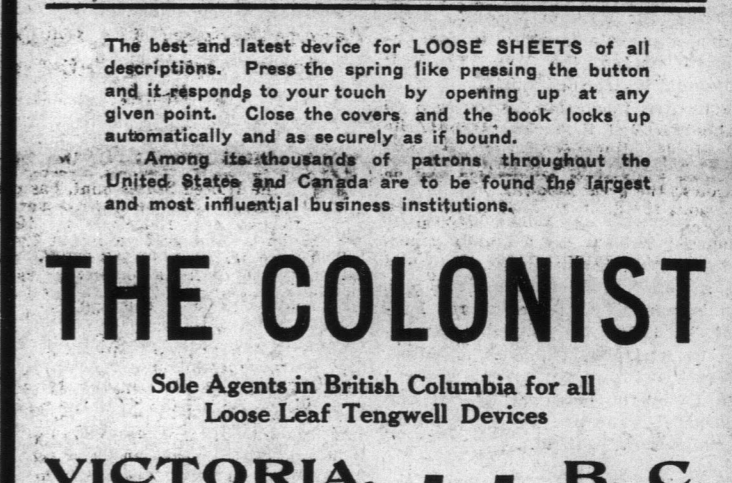 The best and latest device for LOOSE SHEETS of all
descriptions. Press the spring like pressing the button
and it responds to your touch by opening up at any
given point. Close the covers and the book locks up
automatically and as securely as if bound.
Among its thousands of patrons throughout the
United States and Canada are to be found the largest
and most influential business institutions.
THE COLONIST
Sole Agents in British Columbia for all
Loose Leaf Tengwell Devices
VICTORIA, - - B. C.